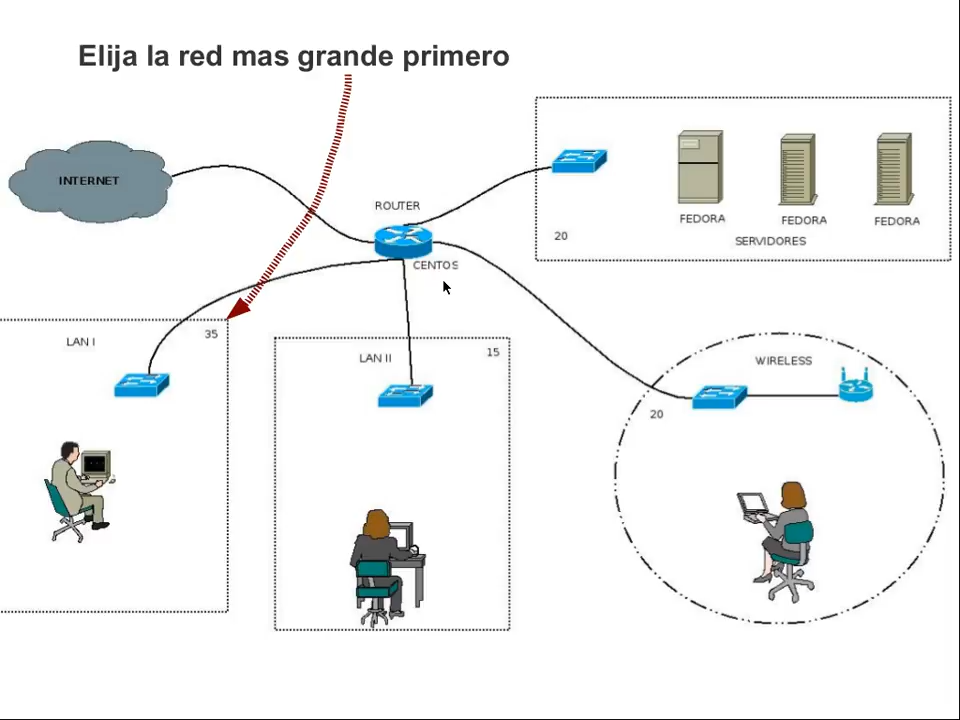 Elija la red mas grande primero
INTERNET
ROUTER
CENTOS
20
FEDORA
FEDORA
FEDORA
SERVIDORES
LAN I
35
LAN II
15
WIRELESS
20